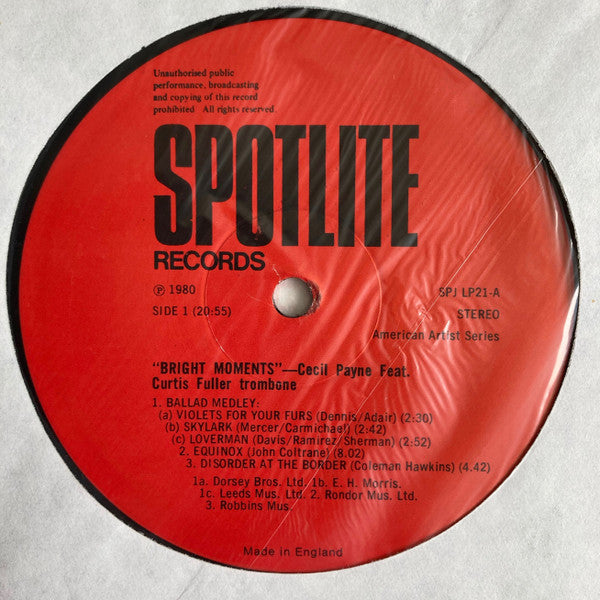 Unauthorised public
performance, broadcasting
and copying of this record
prohibited All rights reserved.
SPOTLITE
RECORDS
℗ 1980
SIDE 1 (20:55)
SPJ LP21-A
STEREO
American Artist Series
"BRIGHT MOMENTS"—Cecil Payne Feat.
Curtis Fuller trombone
1. BALLAD MEDLEY:
(a) VIOLETS FOR YOUR FURS (Dennis/Adair) (2:30)
(b) SKYLARK (Mercer/Carmichael) (2:42)
(c) LOVERMAN (Davis/Ramirez/Sherman) (2:52)
2. EQUINOX (John Coltrane) (8.02)
3. DISORDER AT THE BORDER (Coleman Hawkins) (4.42)
1a. Dorsey Bros. Ltd. 1b. E. H. Morris.
1c. Leeds Mus. Ltd. 2. Rondor Mus. Ltd.
3. Robbins Mus.
Made in England